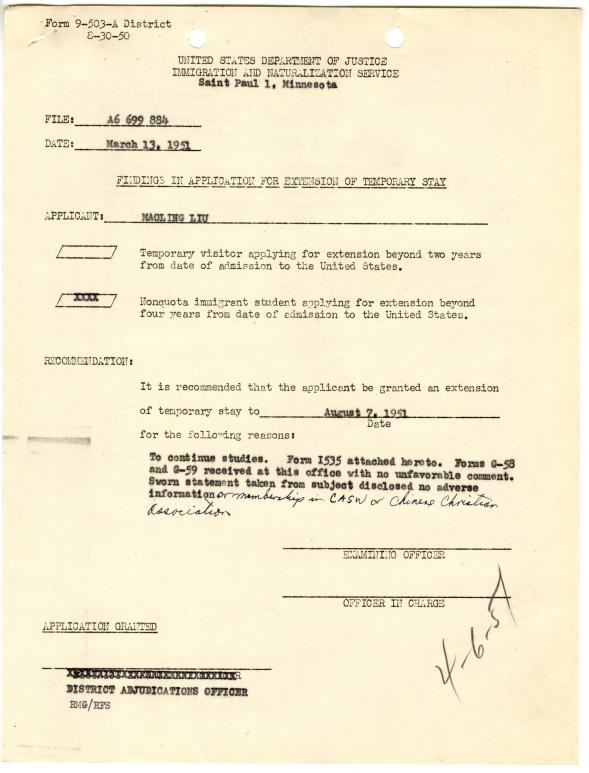 Form 9-503-A District
8-30-50
UNITED STATES DEPARTMENT OF JUSTICE
IMMIGRATION AND NATURALIZATION SERVICE
Saint Paul 1, Minnesota
FILE: A6 699 884
DATE: March 13, 1951
FINDINGS IN APPLICATION FOR EXTENSION OF TEMPORARY STAY
APPLICANT: MAOLING LIU
Temporary visitor applying for extension beyond two years
from date of admission to the United States.
XXXX Nonquota immigrant student applying for extension beyond
four years from date of admission to the United States.
RECOMMENDATION:
It is recommended that the applicant be granted an extension
of temporary stay to August 7, 1951
Date
for the following reasons:
To continue studies. Form I535 attached hereto. Forms G-58
and G-59 received at this office with no unfavorable comment.
Sworn statement taken from subject disclosed no adverse
information or membership in CASW or Chinese Christian
Association
EXAMINING OFFICER
OFFICER IN CHARGE
4-6-51
APPLICATION GRANTED
DISTRICT ADJUDICATIONS OFFICER
RMG/RFS